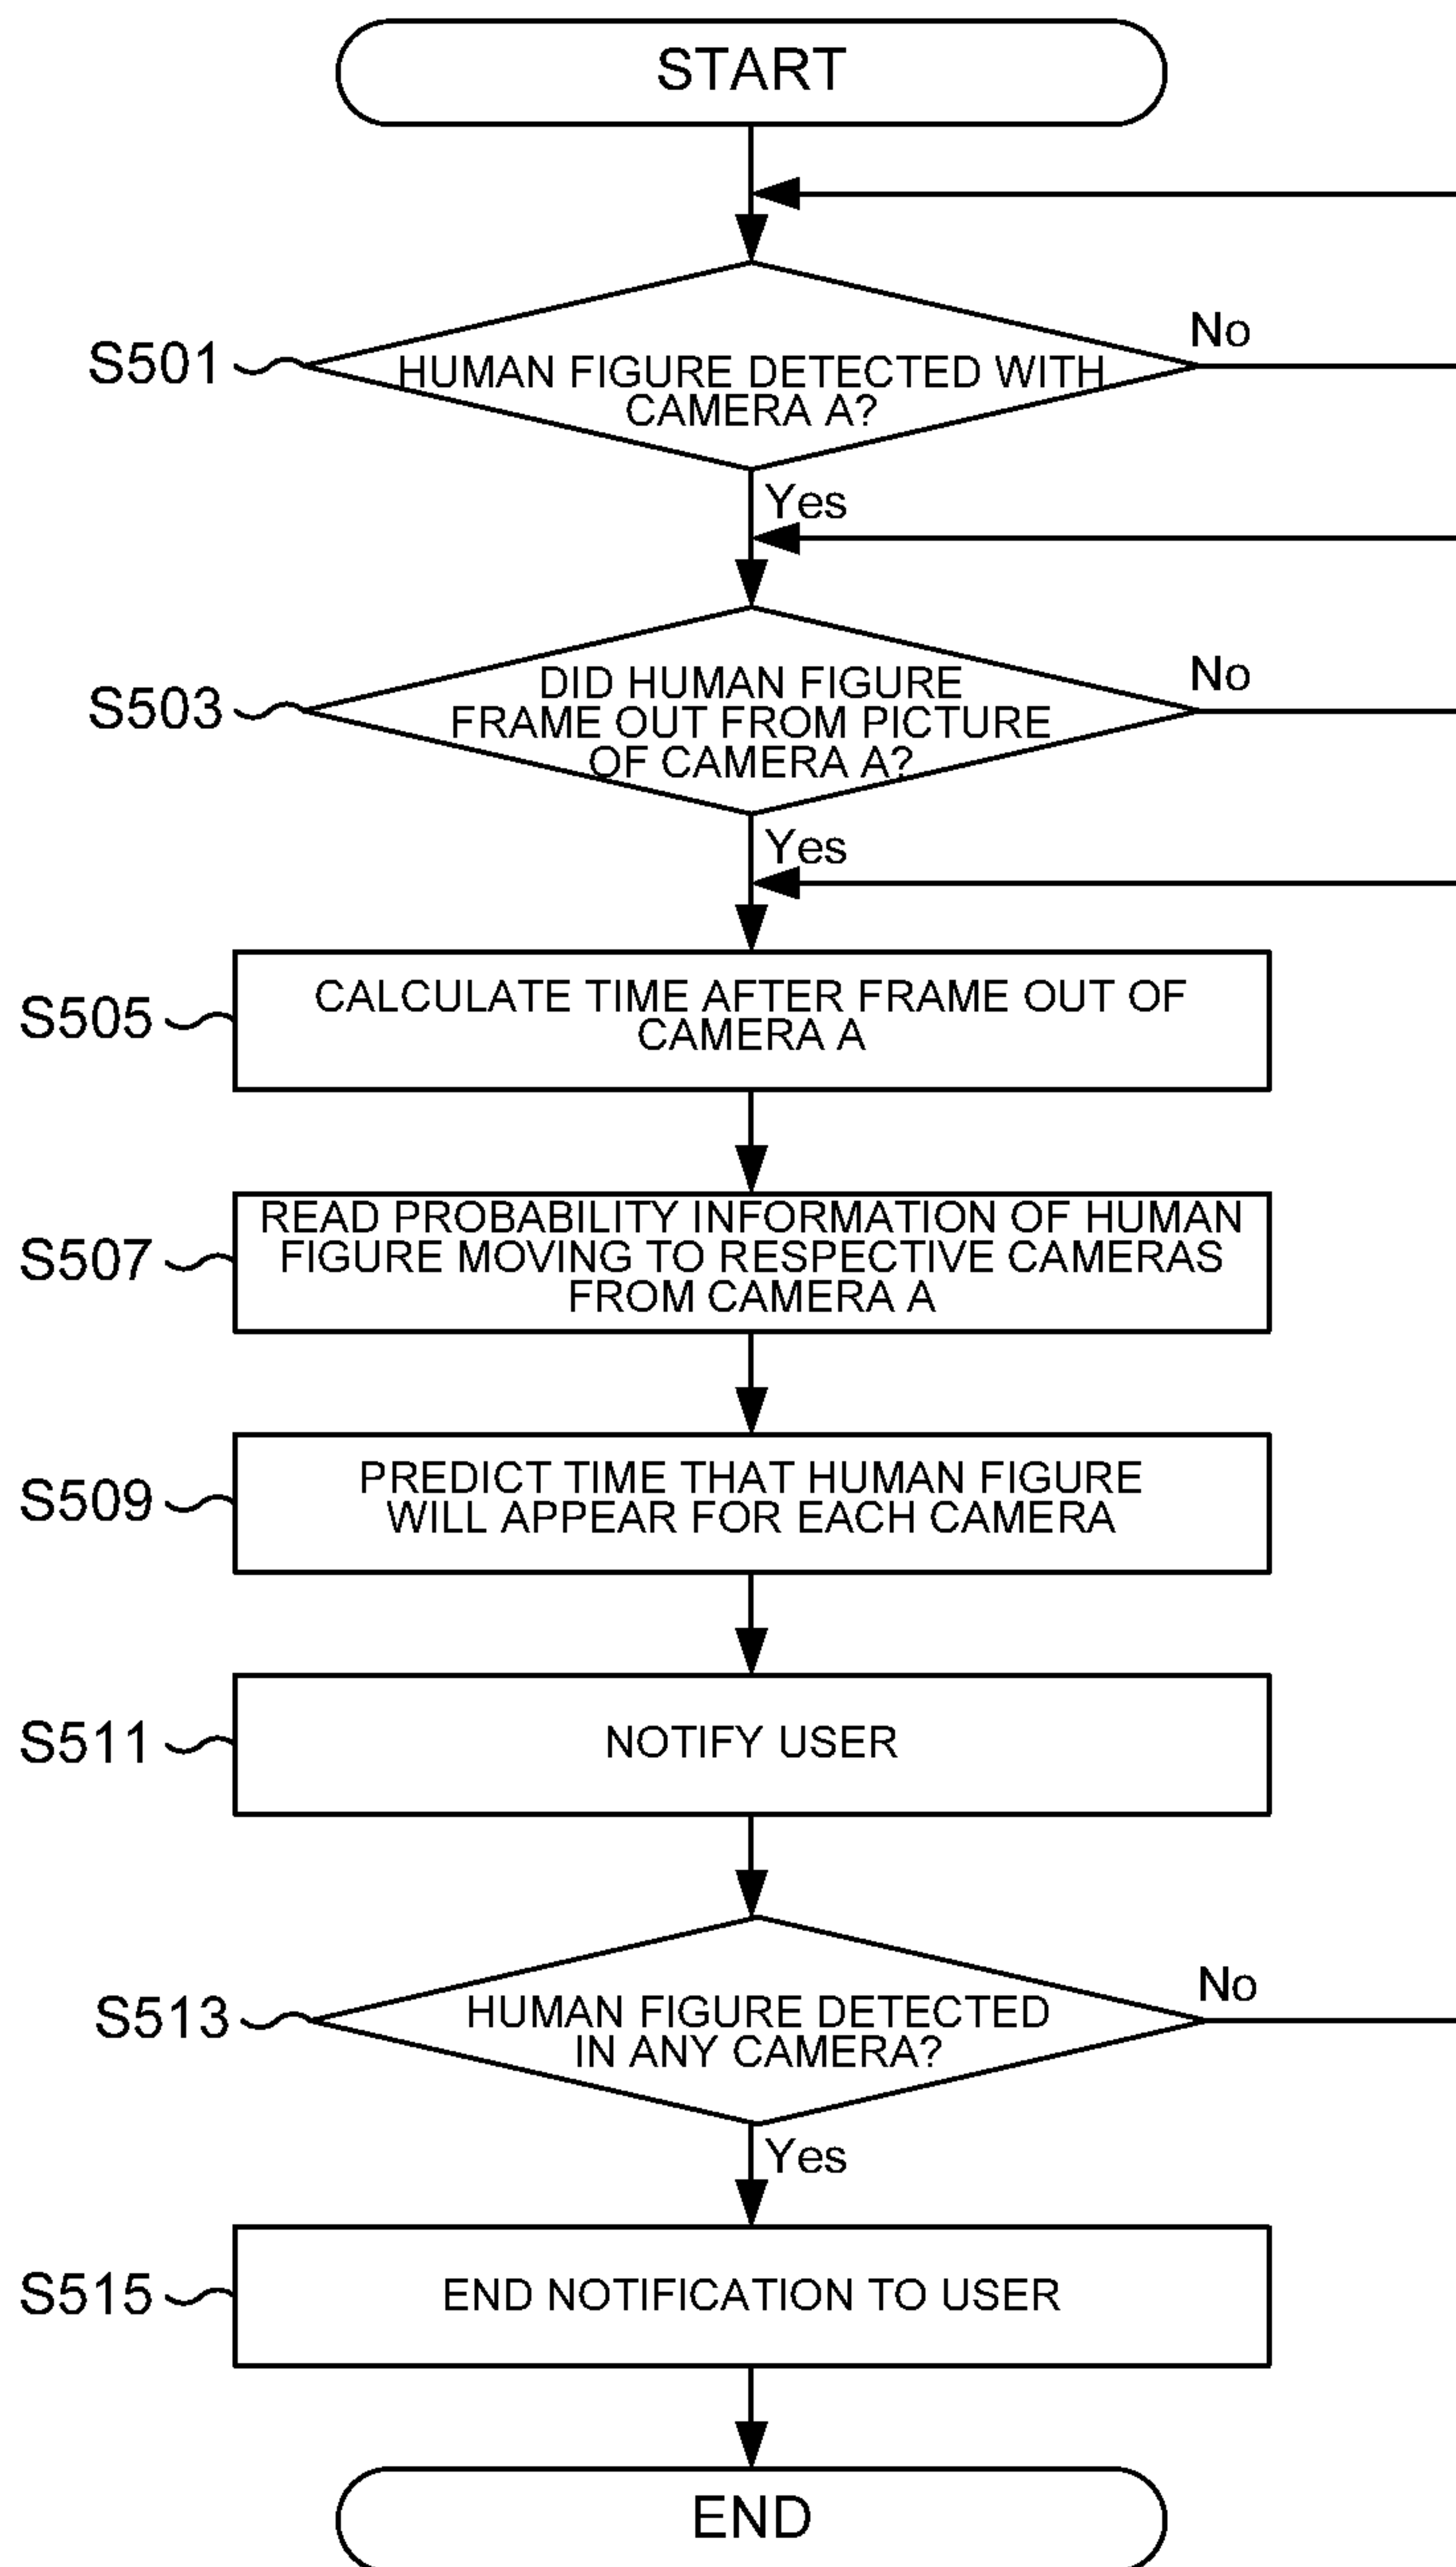 START
No
S501
HUMAN FIGURE DETECTED WITH
CAMERA A?
Yes
No
S503
DID HUMAN FIGURE
FRAME OUT FROM PICTURE
OF CAMERA A?
Yes
S505
CALCULATE TIME AFTER FRAME OUT OF
CAMERA A
S507
READ PROBABILITY INFORMATION OF HUMAN
FIGURE MOVING TO RESPECTIVE CAMERAS
FROM CAMERA A
S509
PREDICT TIME THAT HUMAN FIGURE
WILL APPEAR FOR EACH CAMERA
S511
NOTIFY USER
No
S513
HUMAN FIGURE DETECTED
IN ANY CAMERA?
Yes
S515
END NOTIFICATION TO USER
END